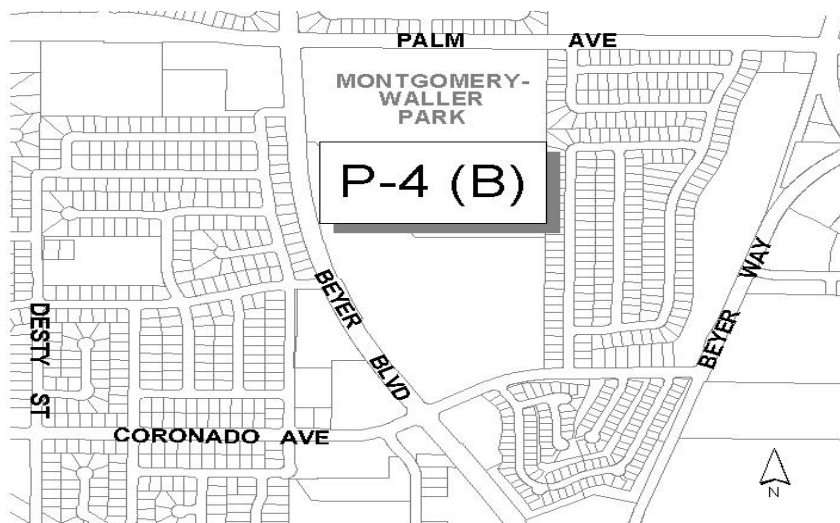 PALM AVE
MONTGOMERY-
WALLER
PARK
P-4 (B)
BEYER BLVD
BEYER WAY
DESTY ST
CORONADO AVE
N